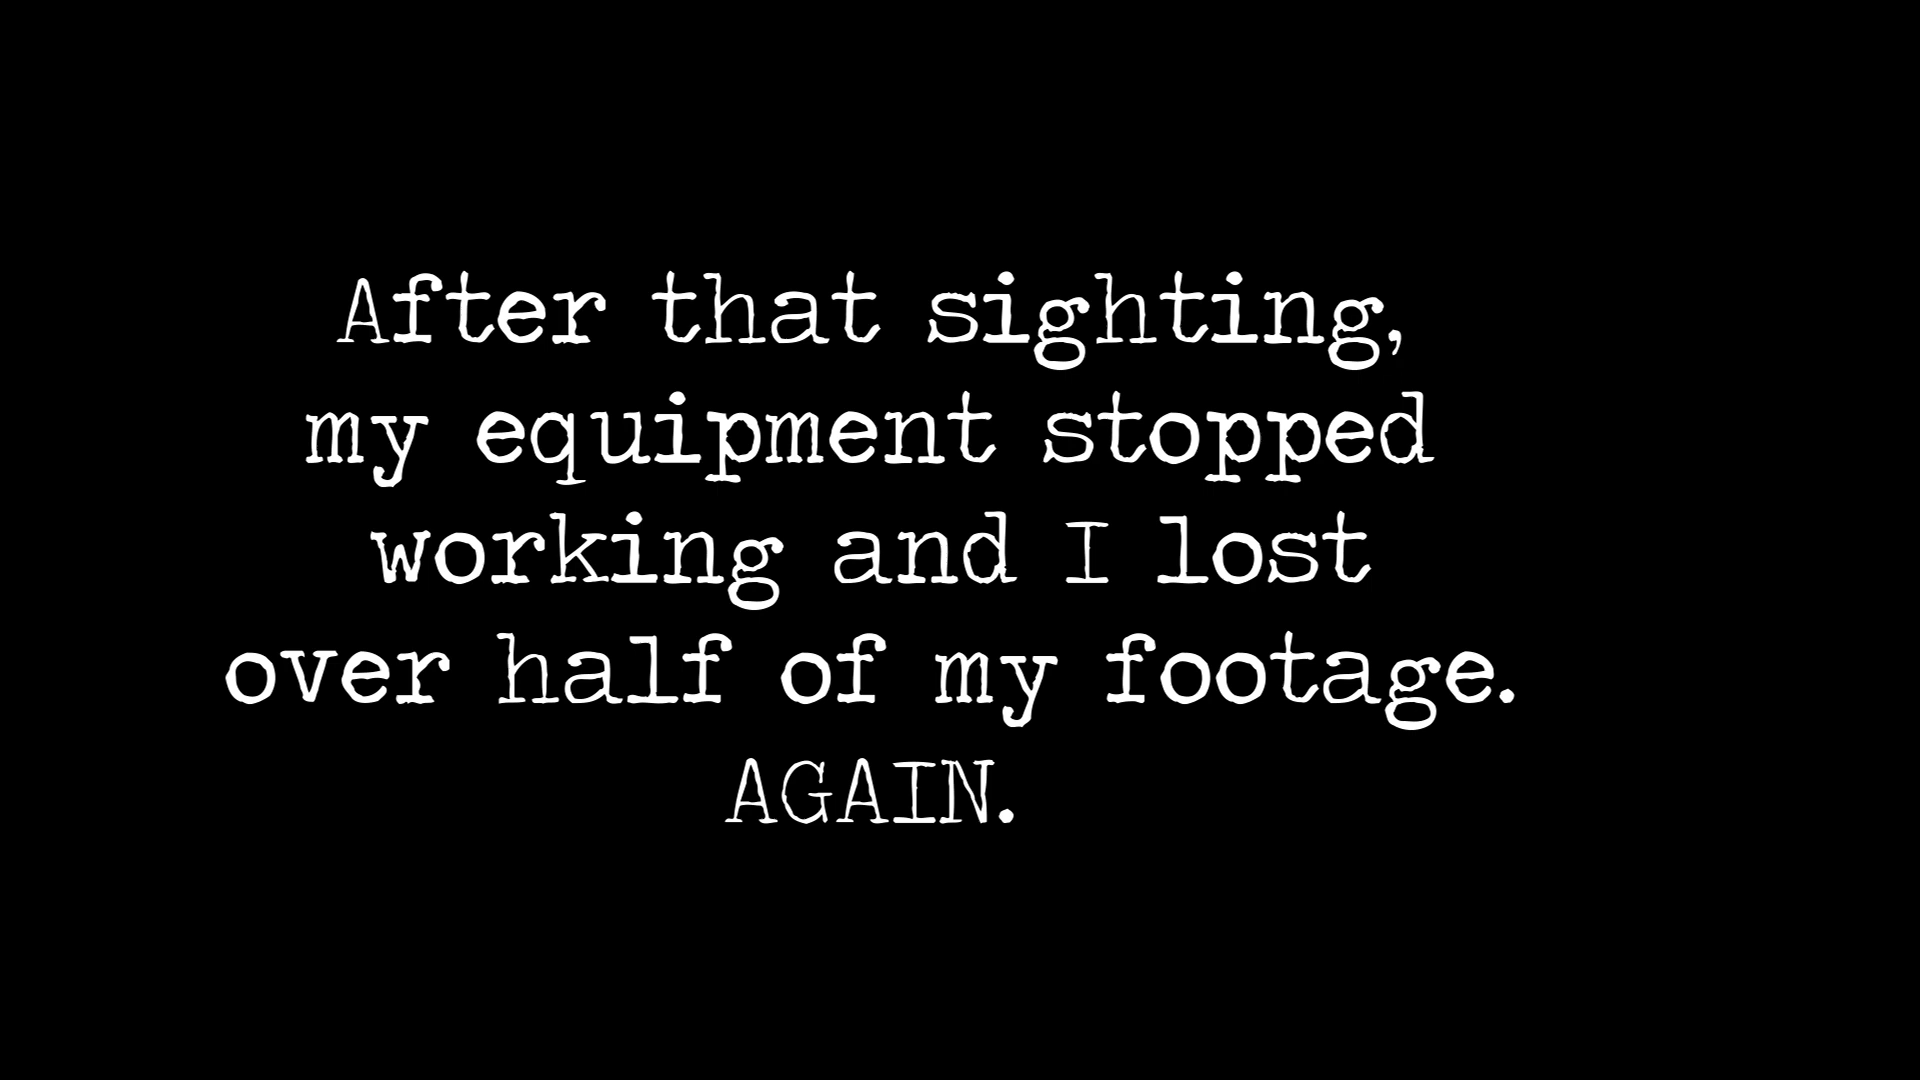 After that sighting,
my equipment stopped
working and I lost
over half of my footage.
AGAIN.